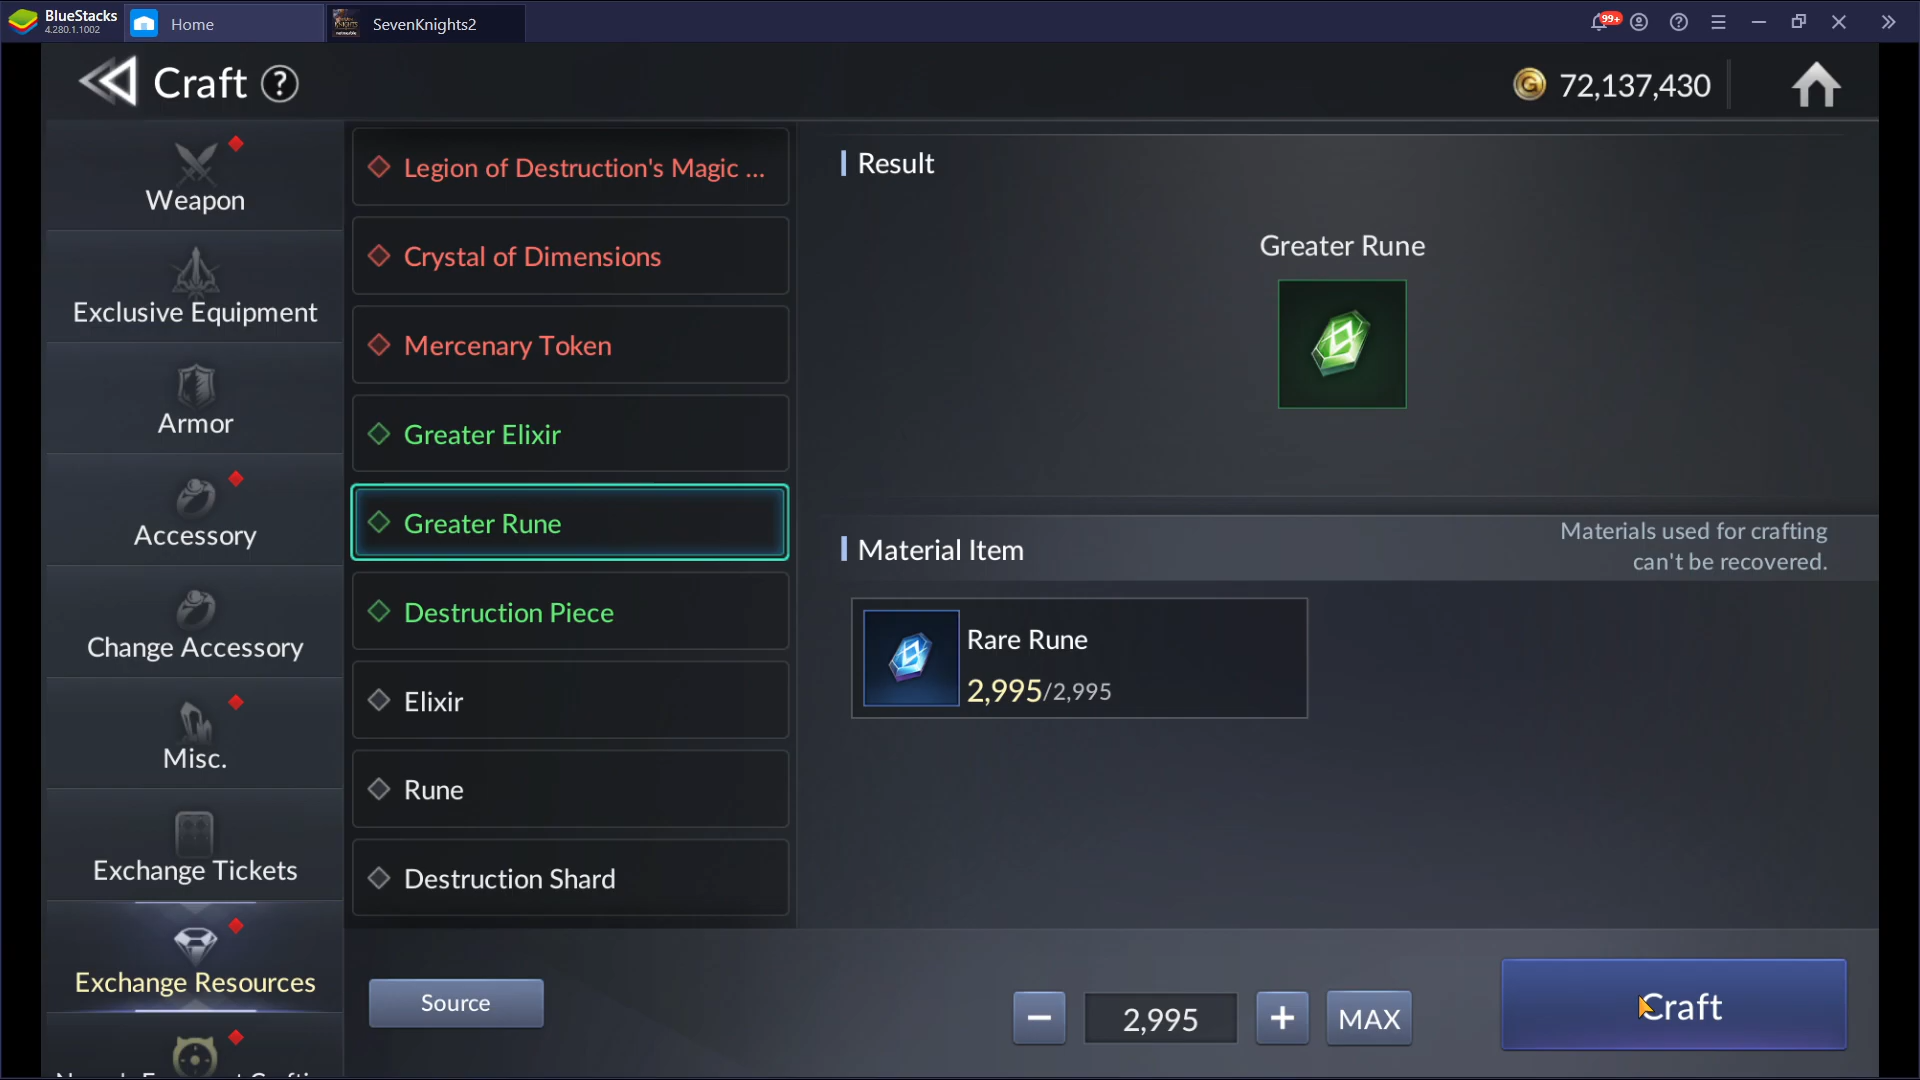 BlueStacks
4.280.1.1002
Home
SevenKnights2
99+
Craft ?
G 72,137,430
Weapon
Exclusive Equipment
Armor
Accessory
Change Accessory
Misc.
Exchange Tickets
Exchange Resources
Legion of Destruction's Magic ...
Crystal of Dimensions
Mercenary Token
Greater Elixir
Greater Rune
Destruction Piece
Elixir
Rune
Destruction Shard
Source
Result
Greater Rune
Material Item
Materials used for crafting
can't be recovered.
Rare Rune
2,995/2,995
2,995
MAX
Craft